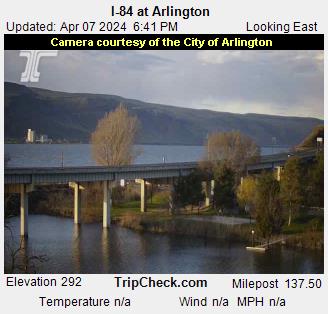 I-84 at Arlington
Updated: Apr 07 2024 6:41 PM Looking East
Camera courtesy of the City of Arlington
Elevation 292 TripCheck.com Milepost 137.50
Temperature n/a Wind n/a MPH n/a